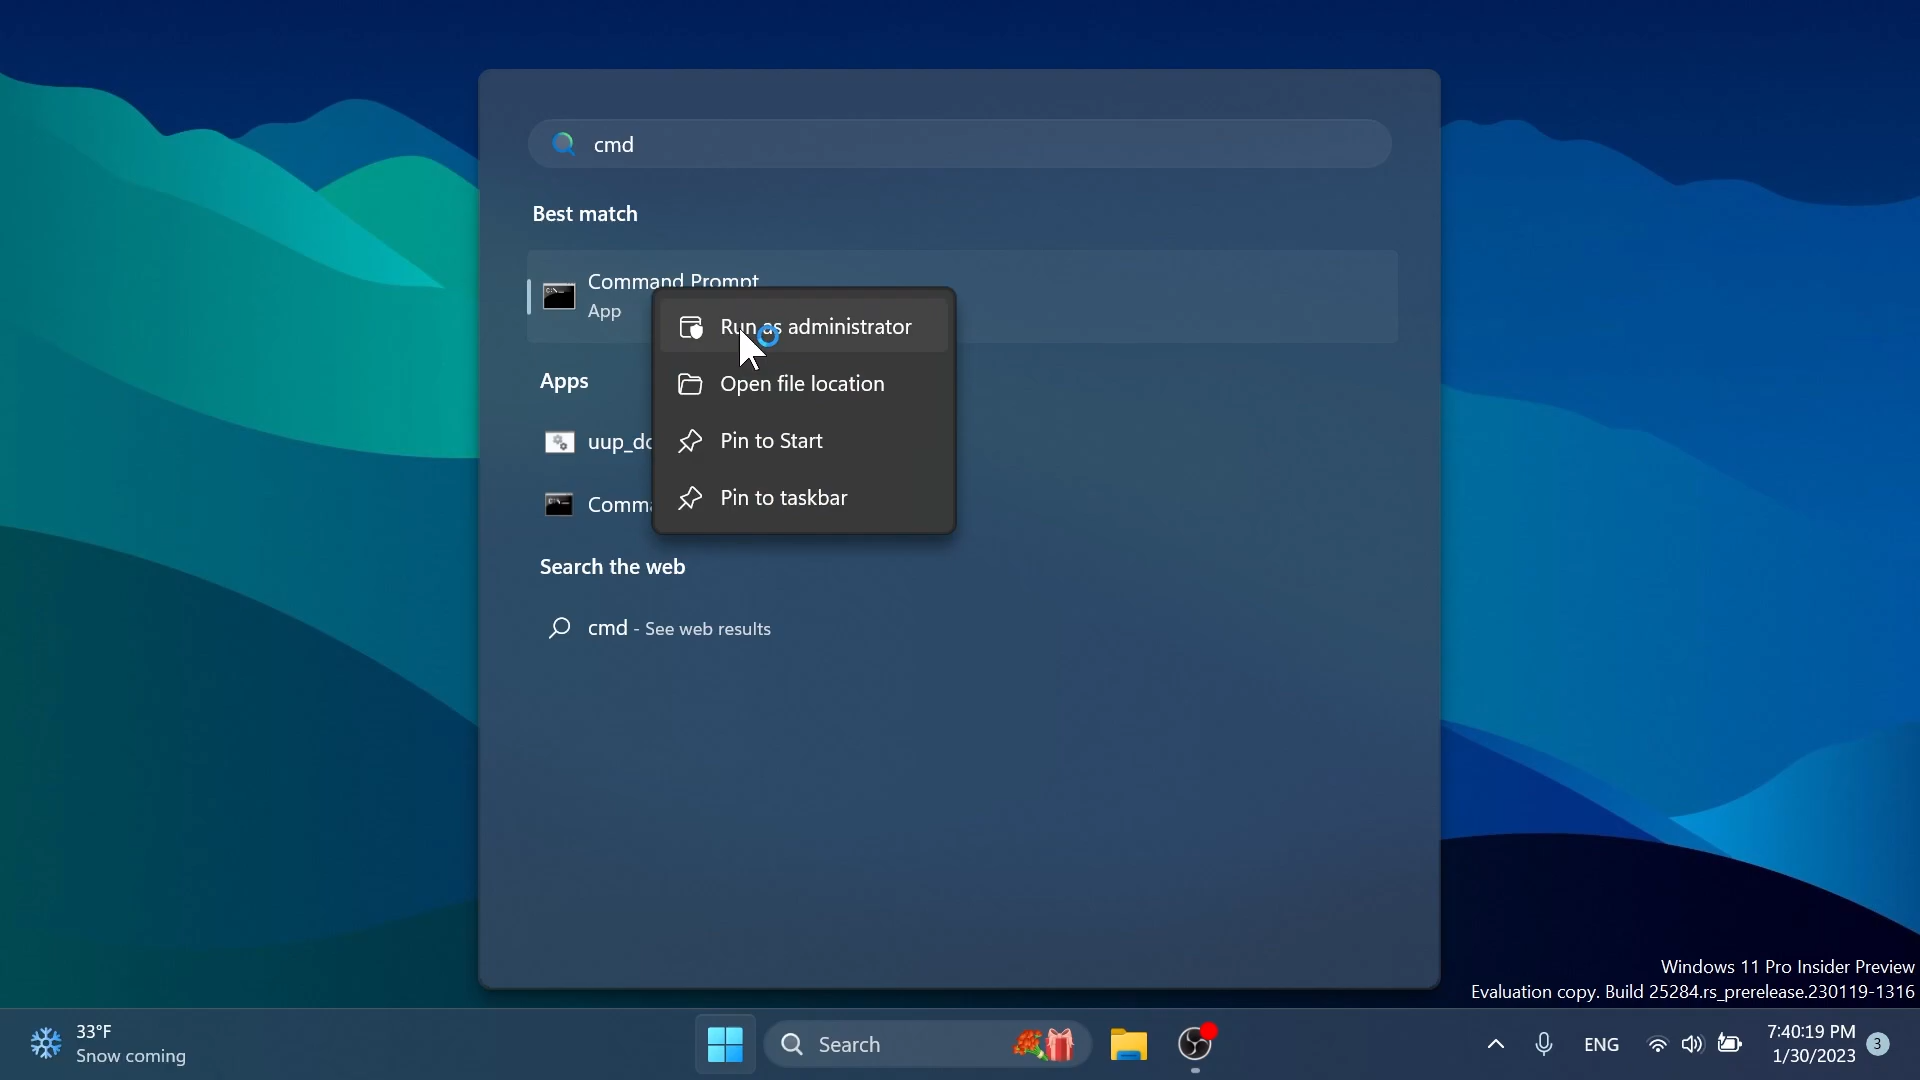 cmd
Best match
Command Prompt
App
Run as administrator
Open file location
Pin to Start
Pin to taskbar
Apps
Search the web
cmd - See web results
Windows 11 Pro Insider Preview
Evaluation copy. Build 25284.rs_prerelease.230119-1316
33°F
Snow coming
Search
ENG
7:40:19 PM
1/30/2023
3